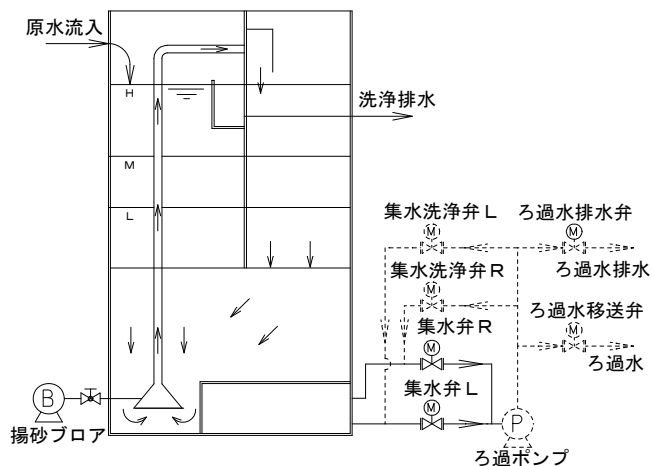 原水流入
H
洗浄排水
M
L
集水洗浄弁L
ろ過水排水弁
M
M
ろ過水排水
集水洗浄弁R
M
ろ過水移送弁
M
集水弁R
M
ろ過水
集水弁L
M
B
P
揚砂ブロア
ろ過ポンプ